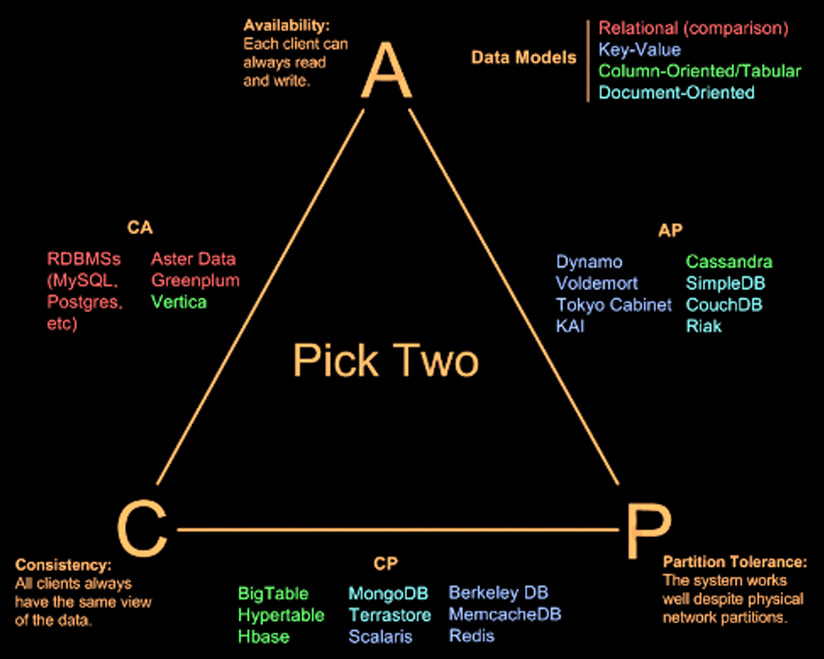 Availability:
Each client can
always read
and write.
A
Data Models
Relational (comparison)
Key-Value
Column-Oriented/Tabular
Document-Oriented
CA
RDBMSs
(MySQL,
Postgres,
etc)
Aster Data
Greenplum
Vertica
AP
Dynamo
Voldemort
Tokyo Cabinet
KAI
Cassandra
SimpleDB
CouchDB
Riak
Pick Two
C
P
Consistency:
All clients always
have the same view
of the data.
CP
BigTable
Hypertable
Hbase
MongoDB
Terrastore
Scalaris
Berkeley DB
MemcacheDB
Redis
Partition Tolerance:
The system works
well despite physical
network partitions.